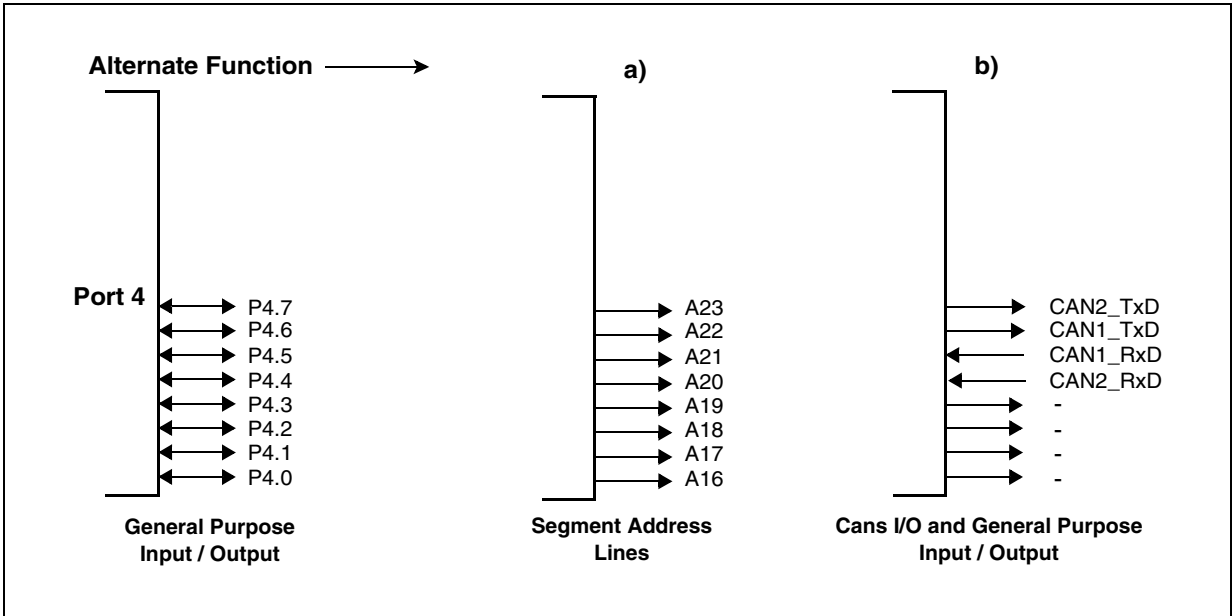 Alternate Function
a)
b)
Port 4
P4.7
P4.6
P4.5
P4.4
P4.3
P4.2
P4.1
P4.0
General Purpose
Input / Output
A23
A22
A21
A20
A19
A18
A17
A16
Segment Address
Lines
CAN2_TxD
CAN1_TxD
CAN1_RxD
CAN2_RxD
-
-
-
-
Cans I/O and General Purpose
Input / Output